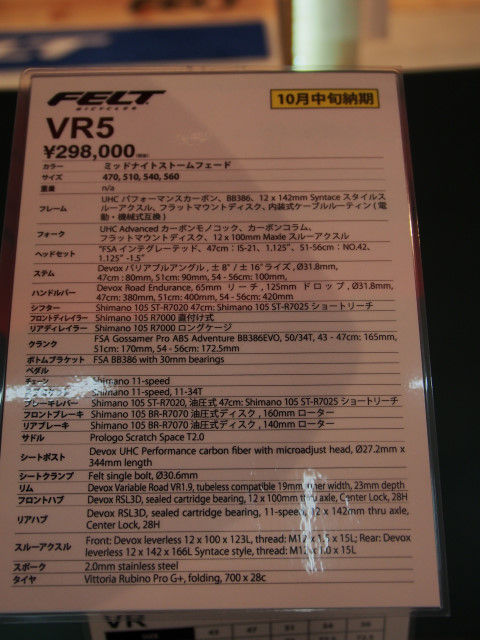 FELT
BICYCLES
10月中旬納期
VR5
¥298,000(税抜)
カラー ミッドナイトストームフェード
サイズ 470, 510, 540, 560
重量 n/a
フレーム UHC パフォーマンスカーボン、BB386、12 x 142mm Syntace スタイルス
ルーアクスル、フラットマウントディスク、内装式ケーブルルーティン ( 電
動・機械式互換 )
フォーク UHC Advanced カーボンモノコック、カーボンコラム、
フラットマウントディスク、12 x 100mm Maxle スルーアクスル
ヘッドセット "FSA インテグレーテッド、47cm : IS-21、1.125"、51-56cm : NO.42、
1.125" -1.5"
ステム Devox バリアブルアングル , ± 8° / ± 16° ライズ , Ø31.8mm,
47cm : 80mm, 51cm: 90mm, 54 - 56cm: 100mm,
ハンドルバー Devox Road Endurance, 65mm リーチ , 125mm ドロップ , Ø31.8mm,
47cm: 380mm, 51cm: 400mm, 54 - 56cm: 420mm
シフター Shimano 105 ST-R7020 47cm: Shimano 105 ST-R7025 ショートリーチ
フロントディレイラー Shimano 105 R7000 直付け式
リアディレイラー Shimano 105 R7000 ロングケージ
クランク FSA Gossamer Pro ABS Adventure BB386EVO, 50/34T, 43 - 47cm: 165mm,
51cm: 170mm, 54 - 56cm: 172.5mm
ボトムブラケット FSA BB386 with 30mm bearings
ペダル
チェーン Shimano 11-speed
Shimano 11-speed, 11-34T
ブレーキレバー Shimano 105 ST-R7020, 油圧式 47cm: Shimano 105 ST-R7025 ショートリーチ
フロントブレーキ Shimano 105 BR-R7070 油圧式ディスク , 160mm ローター
リアブレーキ Shimano 105 BR-R7070 油圧式ディスク , 140mm ローター
サドル Prologo Scratch Space T2.0
シートポスト Devox UHC Performance carbon fiber with microadjust head, Ø27.2mm x
344mm length
シートクランプ Felt single bolt, Ø30.6mm
リム Devox Variable Road VR1.9, tubeless compatible 19mm inner width, 23mm depth
フロントハブ Devox RSL3D, sealed cartridge bearing, 12 x 100mm thru axle, Center Lock, 28H
リアハブ Devox RSL3D, sealed cartridge bearing, 11-speed, 12 x 142mm thru axle,
Center Lock, 28H
スルーアクスル Front: Devox leverless 12 x 100 x 123L, thread: M12 x 1.5 x 15L; Rear: Devox
leverless 12 x 142 x 166L Syntace style, thread: M12 x 1.0 x 15L
スポーク 2.0mm stainless steel
タイヤ Vittoria Rubino Pro G+, folding, 700 x 28c
VR